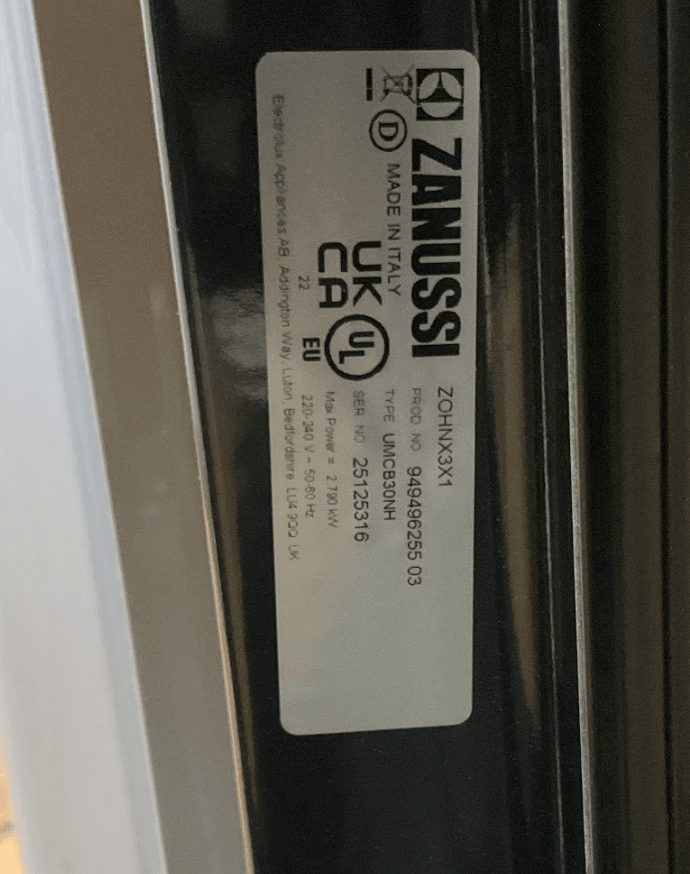 ZANUSSI
ZOHNX3X1
D MADE IN ITALY
PROD NO. 949496255 03
TYPE UMCB30NH
UK
CA
UL
EU
22
SER NO. 25125316
Max Power = 2.790 kW
220-240 V ~ 50-60 Hz
Electrolux Appliances AB, Addington Way, Luton, Bedfordshire LU4 9QQ UK